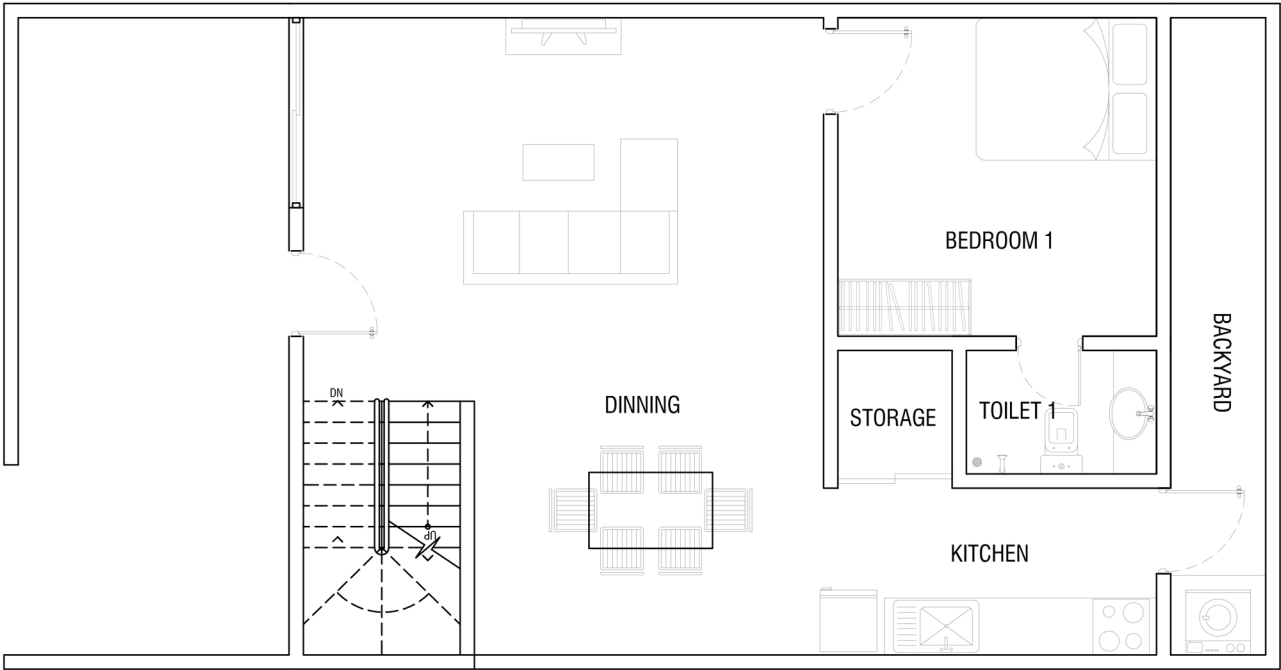 BEDROOM 1
BACKYARD
DN
DINNING
STORAGE
TOILET 1
UP
KITCHEN